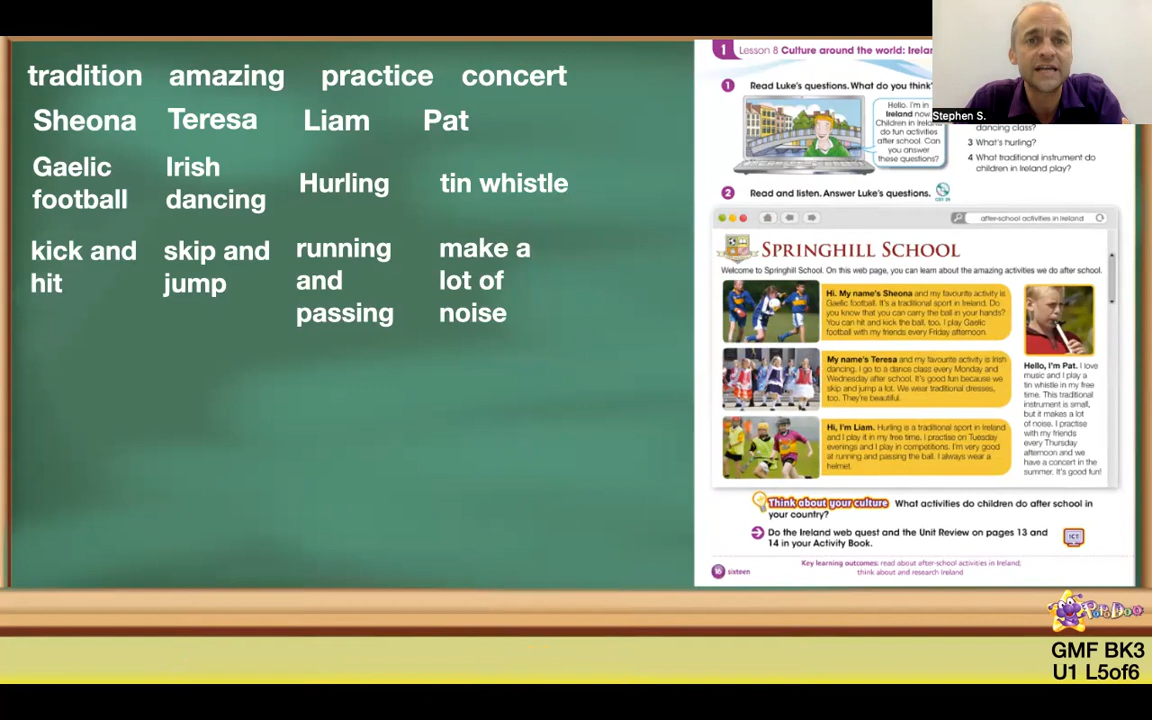 tradition amazing practice concert
Sheona Teresa Liam Pat
Gaelic football
Irish dancing
Hurling
tin whistle
kick and hit
skip and jump
running and passing
make a lot of noise
1 Lesson 8 Culture around the world:
1 Read Luke's questions. What do you think?
Hello. I'm in
Ireland now.
Children in Ireland
do fun activities
after school. Can
you answer
these questions?
Stephen S.
dancing class?
3 What's hurling?
4 What traditional instrument do
children in Ireland play?
2 Read and listen. Answer Luke's questions.
after-school activities in Ireland
SPRINGHILL SCHOOL
Welcome to Springhill School. On this web page, you can learn about the amazing activities we do after school.
Hi. My name's Sheona and my favourite activity is
Gaelic football. It's a traditional sport in Ireland. Do
you know that you can carry the ball in your hands?
You can hit and kick the ball, too. I play Gaelic
football with my friends every Friday afternoon.
My name's Teresa and my favourite activity is Irish
dancing. I go to a dance class every Monday and
Wednesday after school. It's good fun because we
skip and jump a lot. We wear traditional dresses,
too. They're beautiful.
Hi, I'm Liam. Hurling is a traditional sport in Ireland
and I play it in my free time. I practise on Tuesday
evenings and I play in competitions. I'm very good
at running and passing the ball. I always wear a
helmet.
Hello, I'm Pat. I love
music and I play a
tin whistle in my free
time. This traditional
instrument is small,
but it makes a lot
of noise. I practise
with my friends
every Thursday
afternoon and we
have a concert in the
summer. It's good fun!
Think about your culture What activities do children do after school in
your country?
Do the Ireland web quest and the Unit Review on pages 13 and
14 in your Activity Book.
ICT
16 sixteen
Key learning outcomes: read about after-school activities in Ireland;
think about and research Ireland
PoPoDoo
GMF BK3
U1 L5of6